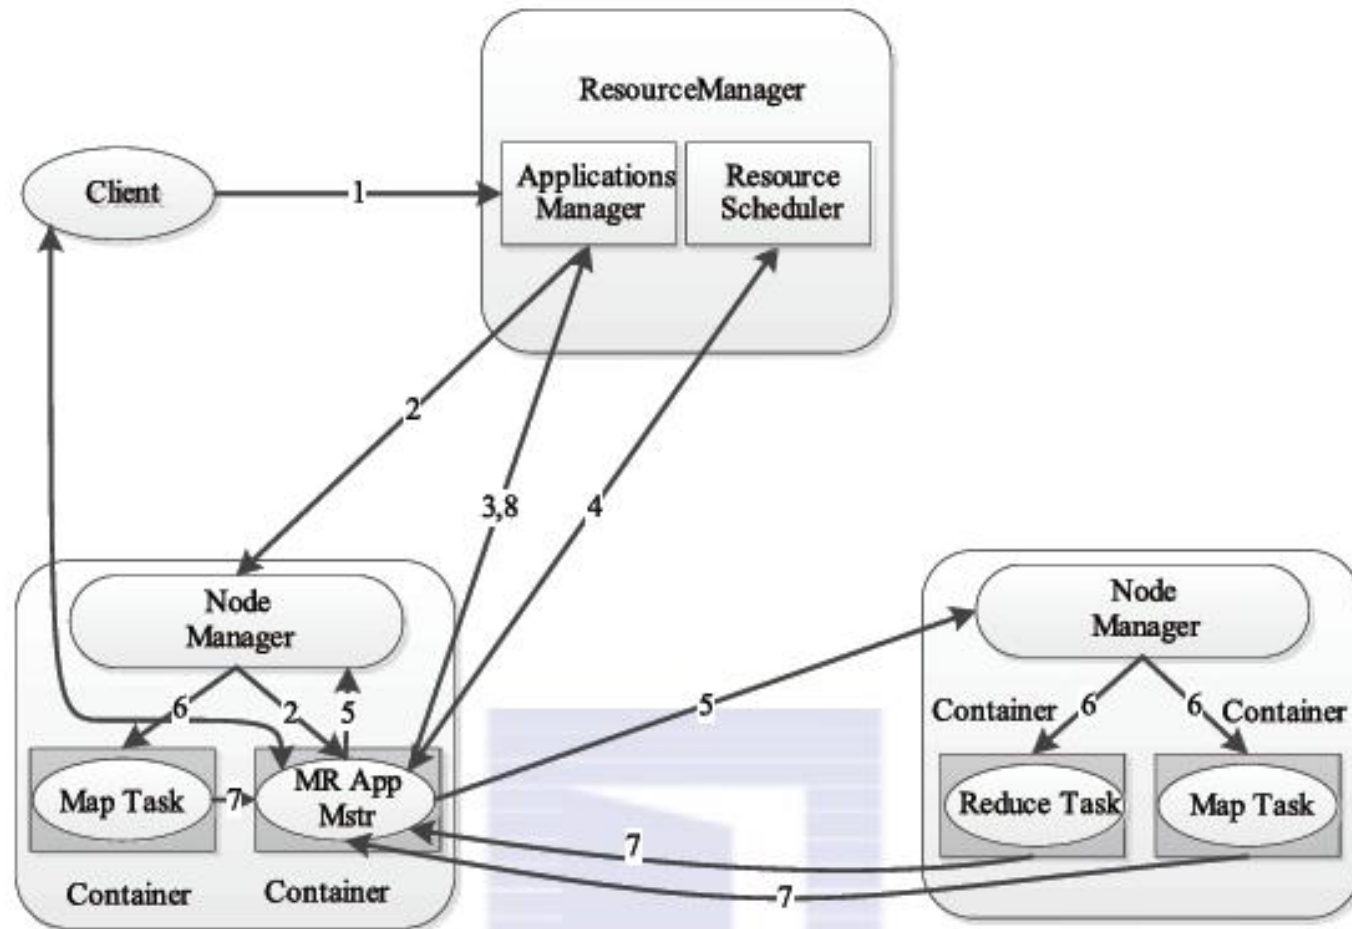 ResourceManager
Client
1
Applications
Manager
Resource
Scheduler
2
3,8
4
Node
Manager
6
2
5
Map Task
7
MR App
Mstr
Container
Container
5
Node
Manager
Container
6
6
Container
Reduce Task
Map Task
7
7